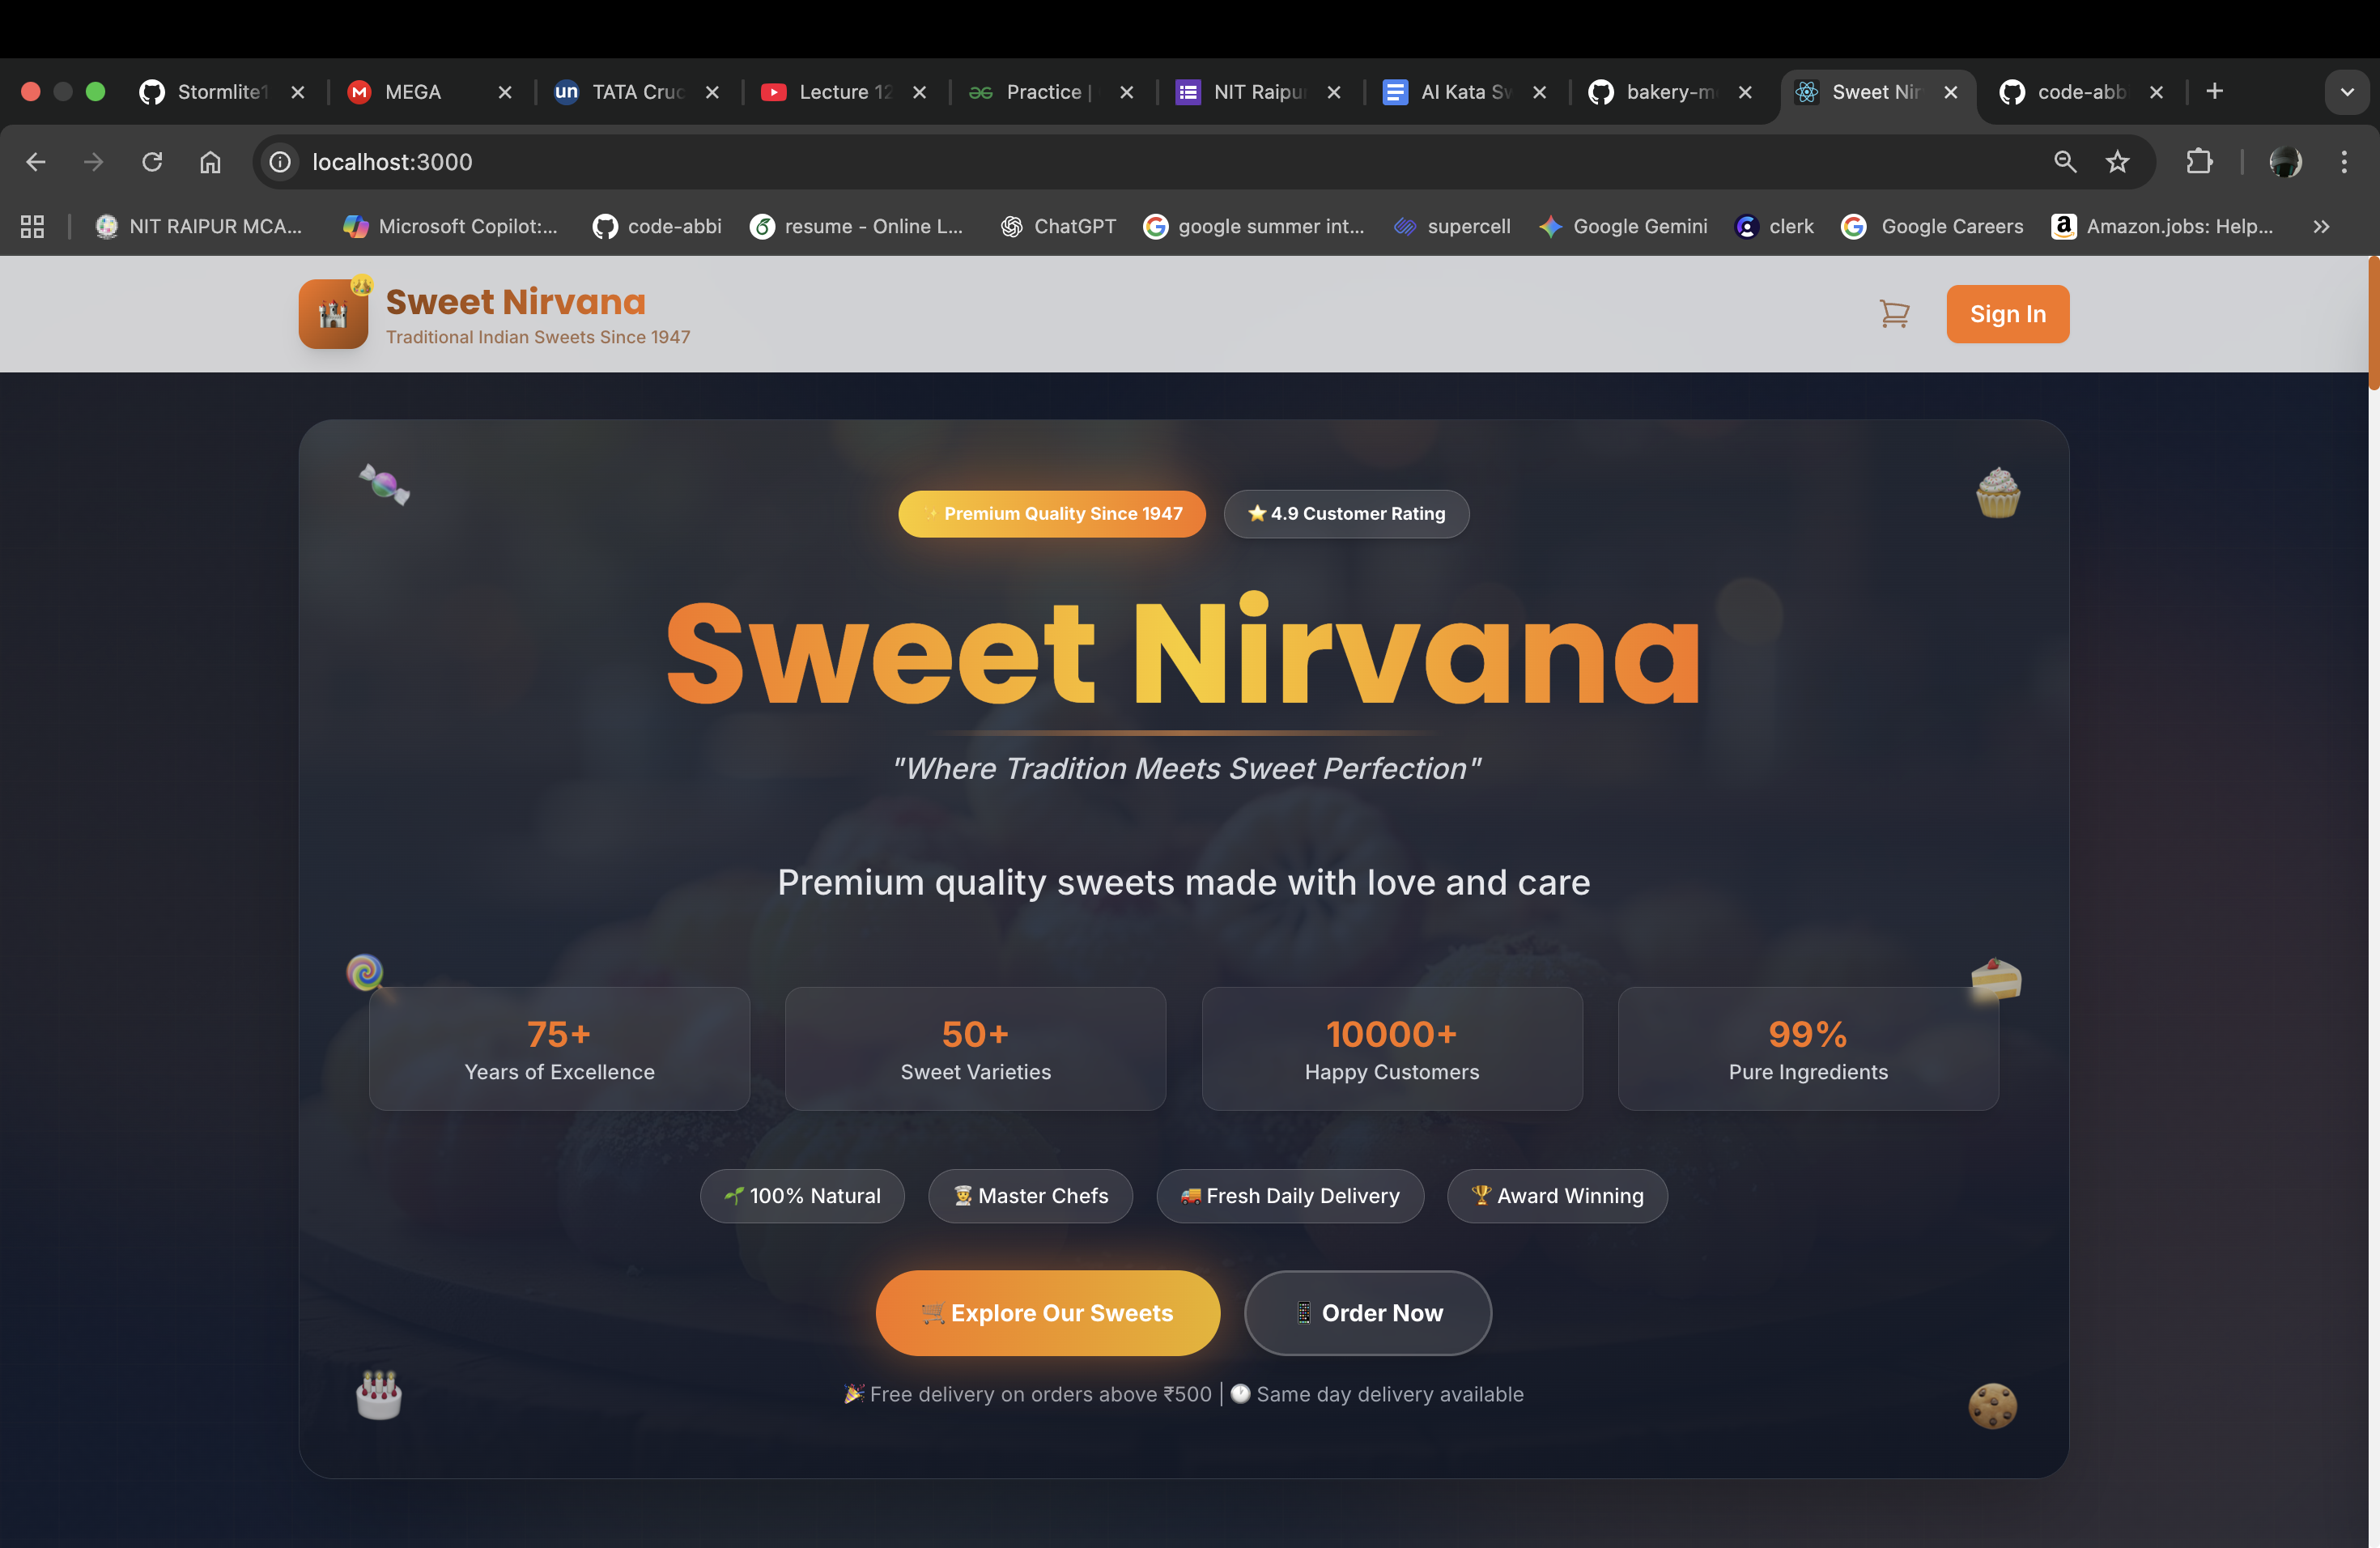 Stormlite1
MEGA
TATA Cruc
Lecture 12
Practice |
NIT Raipur
AI Kata Sw
bakery-m
Sweet Nir
code-abb
localhost:3000
NIT RAIPUR MCA...
Microsoft Copilot:...
code-abbi
resume - Online L...
ChatGPT
google summer int...
supercell
Google Gemini
clerk
Google Careers
Amazon.jobs: Help...
Sweet Nirvana
Traditional Indian Sweets Since 1947
Sign In
Premium Quality Since 1947
4.9 Customer Rating
Sweet Nirvana
"Where Tradition Meets Sweet Perfection"
Premium quality sweets made with love and care
75+
Years of Excellence
50+
Sweet Varieties
10000+
Happy Customers
99%
Pure Ingredients
100% Natural
Master Chefs
Fresh Daily Delivery
Award Winning
Explore Our Sweets
Order Now
Free delivery on orders above ₹500 | Same day delivery available